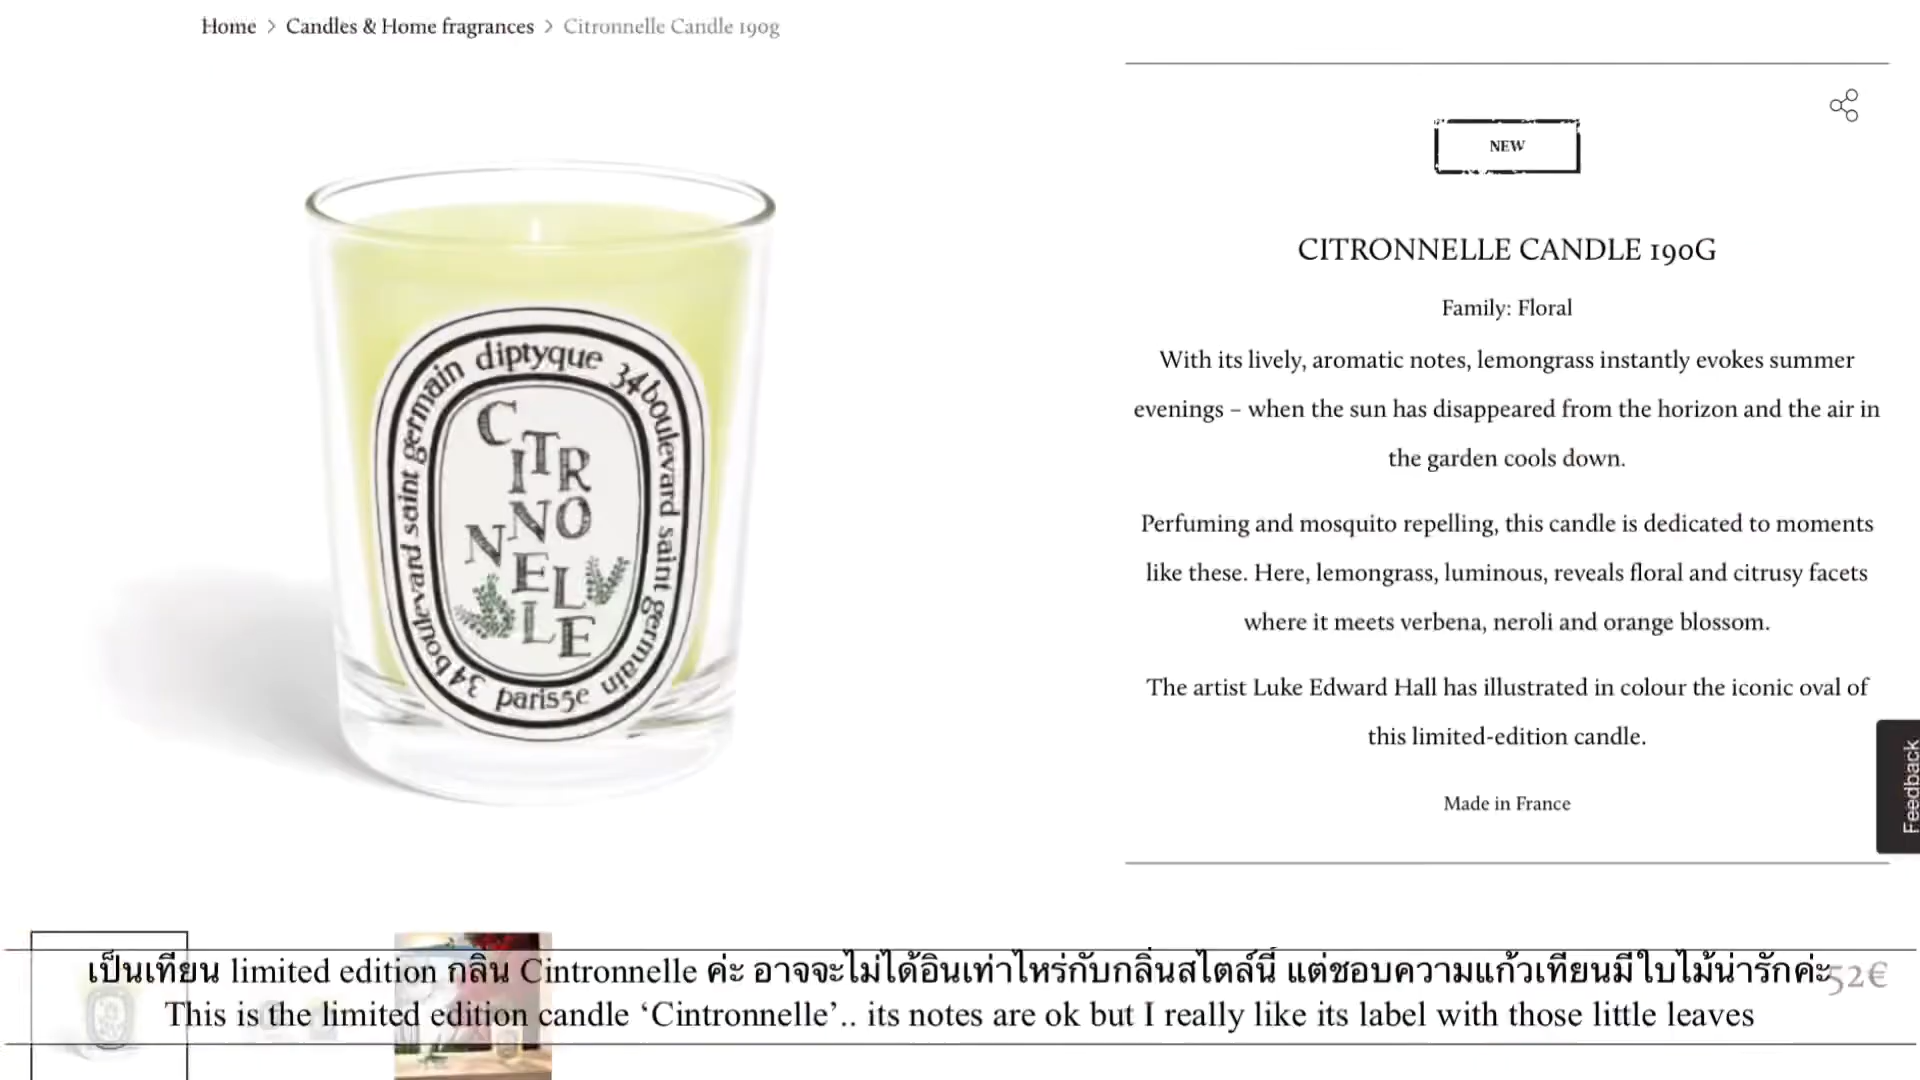 Home > Candles & Home fragrances > Citronnelle Candle 190g
NEW
CITRONNELLE CANDLE 190G
Family: Floral
With its lively, aromatic notes, lemongrass instantly evokes summer
evenings – when the sun has disappeared from the horizon and the air in
the garden cools down.
Perfuming and mosquito repelling, this candle is dedicated to moments
like these. Here, lemongrass, luminous, reveals floral and citrusy facets
where it meets verbena, neroli and orange blossom.
The artist Luke Edward Hall has illustrated in colour the iconic oval of
this limited-edition candle.
Made in France
diptyque 34 boulevard saint germain paris5e 34 boulevard saint germain
C
ITR
NO
N
EL
LE
Feedback
52€
เป็นเทียน limited edition กลิ่น Cintronnelle ค่ะ อาจจะไม่ได้อินเท่าไหร่กับกลิ่นสไตล์นี้ แต่ชอบความแก้วเทียนมีใบไม้น่ารักค่ะ
This is the limited edition candle ‘Cintronnelle’.. its notes are ok but I really like its label with those little leaves